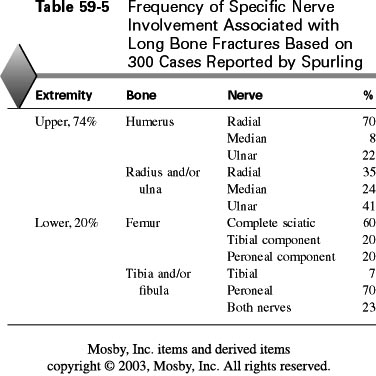 Table 59-5 Frequency of Specific Nerve
Involvement Associated with
Long Bone Fractures Based on
300 Cases Reported by Spurling
Extremity Bone Nerve %
Upper, 74% Humerus Radial 70
Median 8
Ulnar 22
Radius and/or Radial 35
ulna Median 24
Ulnar 41
Lower, 20% Femur Complete sciatic 60
Tibial component 20
Peroneal component 20
Tibia and/or Tibial 7
fibula Peroneal 70
Both nerves 23
Mosby, Inc. items and derived items
copyright © 2003, Mosby, Inc. All rights reserved.